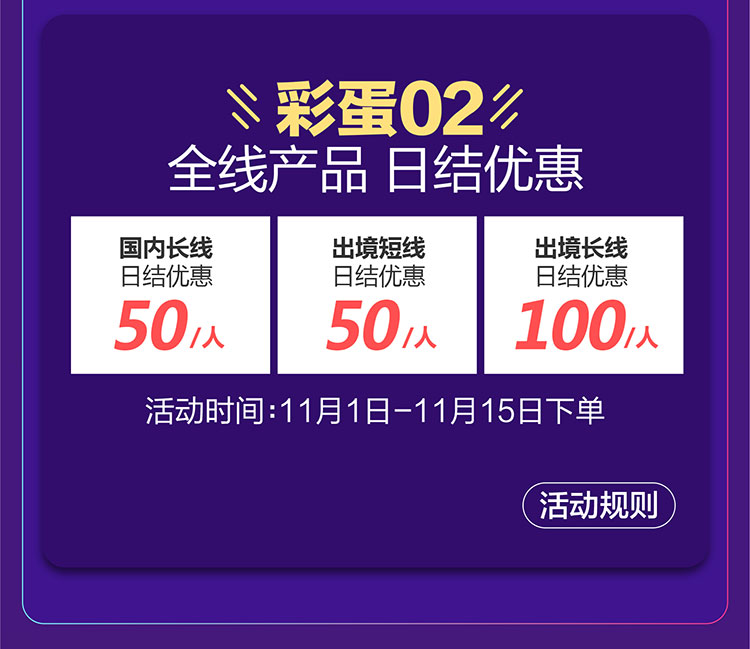 彩蛋02
全线产品 日结优惠
国内长线
日结优惠
50/人
出境短线
日结优惠
50/人
出境长线
日结优惠
100/人
活动时间:11月1日-11月15日下单
活动规则